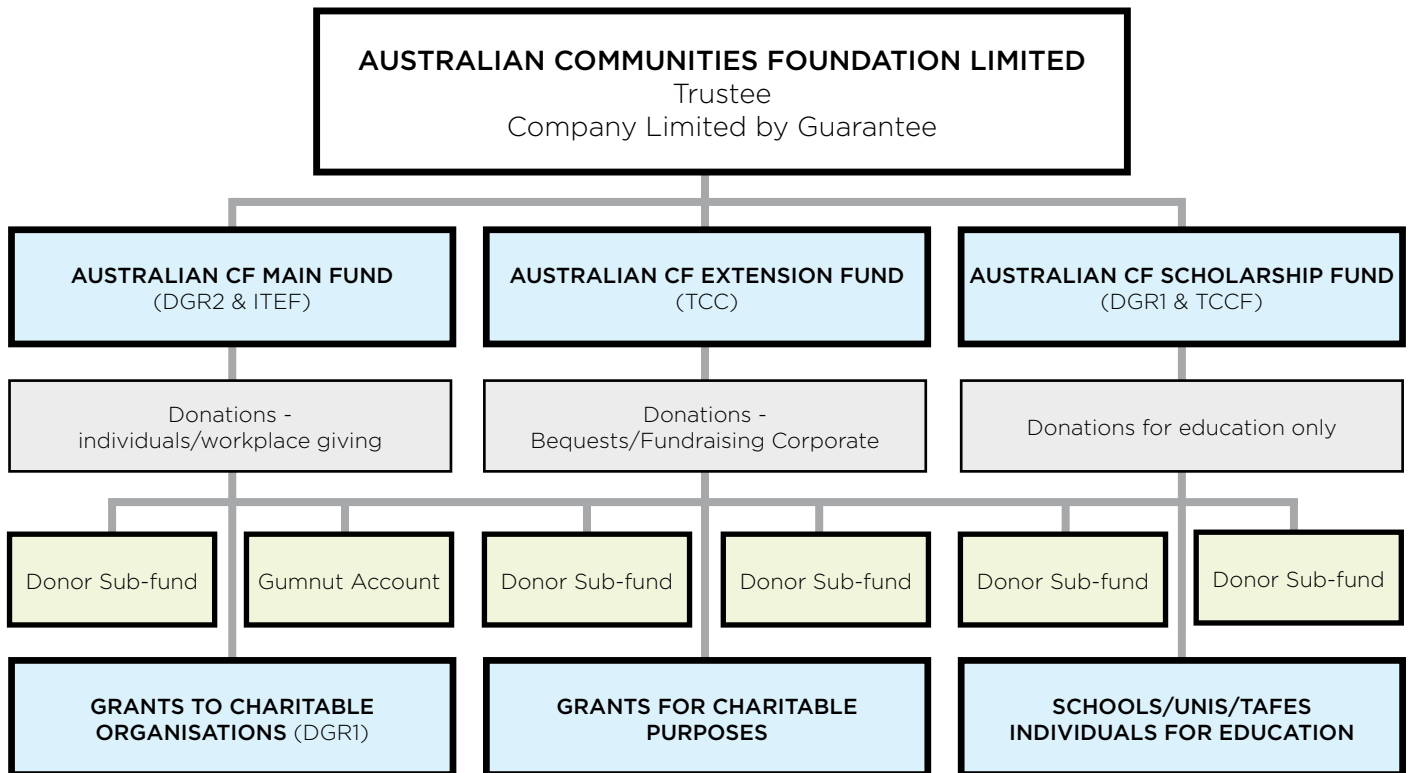 AUSTRALIAN COMMUNITIES FOUNDATION LIMITED
Trustee
Company Limited by Guarantee
AUSTRALIAN CF MAIN FUND
(DGR2 & ITEF)
AUSTRALIAN CF EXTENSION FUND
(TCC)
AUSTRALIAN CF SCHOLARSHIP FUND
(DGR1 & TCCF)
Donations -
individuals/workplace giving
Donations -
Bequests/Fundraising Corporate
Donations for education only
Donor Sub-fund
Gumnut Account
Donor Sub-fund
Donor Sub-fund
Donor Sub-fund
Donor Sub-fund
GRANTS TO CHARITABLE
ORGANISATIONS (DGR1)
GRANTS FOR CHARITABLE
PURPOSES
SCHOOLS/UNIS/TAFES
INDIVIDUALS FOR EDUCATION